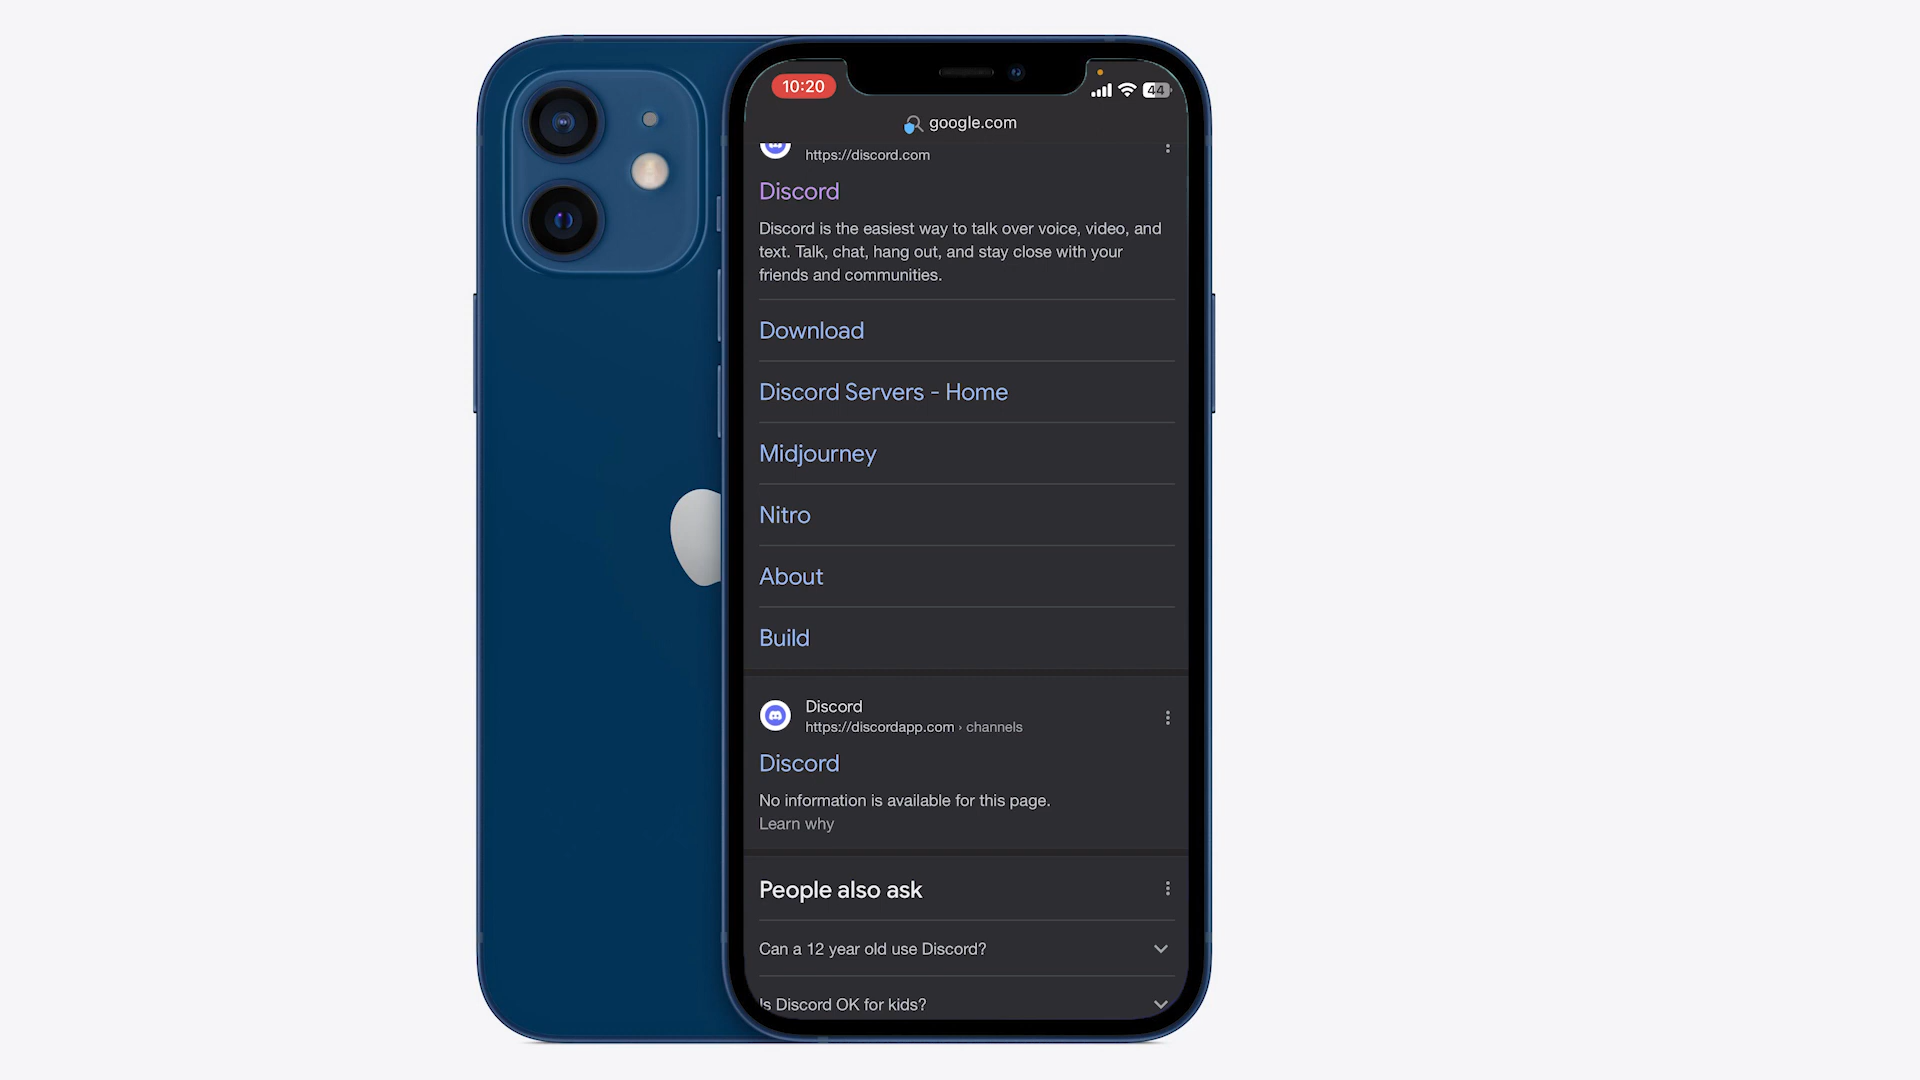 10:20
44
google.com
https://discord.com
Discord
Discord is the easiest way to talk over voice, video, and
text. Talk, chat, hang out, and stay close with your
friends and communities.
Download
Discord Servers - Home
Midjourney
Nitro
About
Build
Discord
https://discordapp.com › channels
Discord
No information is available for this page.
Learn why
People also ask
Can a 12 year old use Discord?
Is Discord OK for kids?